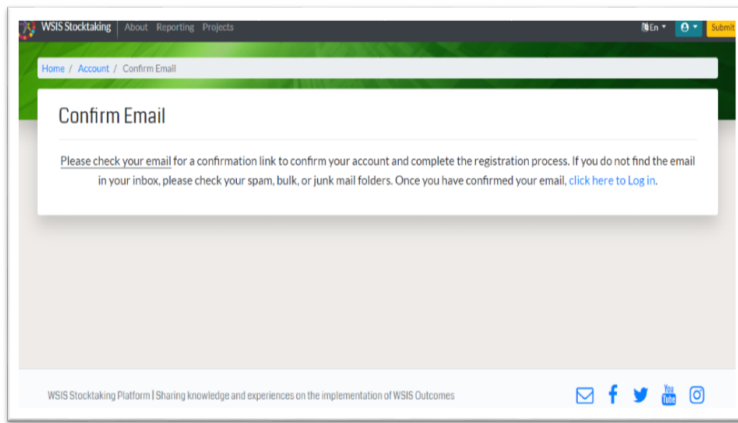 WSIS Stocktaking About Reporting Projects En Submit
Home / Account / Confirm Email
Confirm Email
Please check your email for a confirmation link to confirm your account and complete the registration process. If you do not find the email
in your inbox, please check your spam, bulk, or junk mail folders. Once you have confirmed your email, click here to Log in.
WSIS Stocktaking Platform | Sharing knowledge and experiences on the implementation of WSIS Outcomes
You
Tube